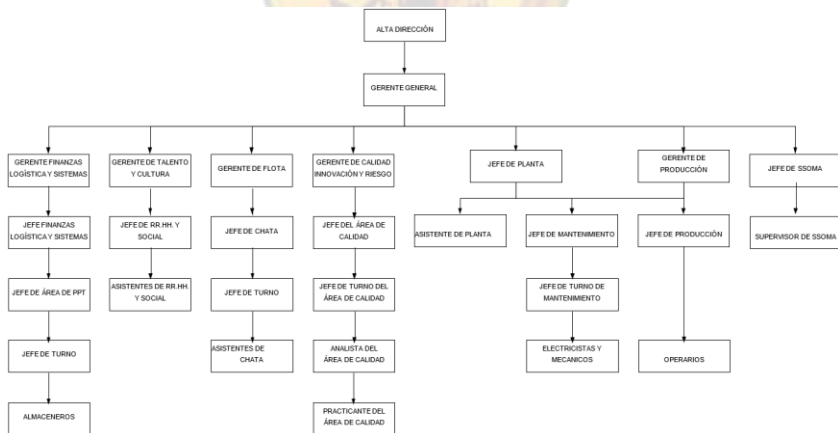 ALTA DIRECCIÓN
GERENTE GENERAL
GERENTE FINANZAS
LOGÍSTICA Y SISTEMAS
GERENTE DE TALENTO
Y CULTURA
GERENTE DE FLOTA
GERENTE DE CALIDAD
INNOVACIÓN Y RIESGO
JEFE DE PLANTA
GERENTE DE
PRODUCCIÓN
JEFE DE SSOMA
JEFE FINANZAS
LOGÍSTICA Y SISTEMAS
JEFE DE RR.HH. Y
SOCIAL
JEFE DE CHATA
JEFE DEL ÁREA DE
CALIDAD
ASISTENTE DE PLANTA
JEFE DE MANTENIMIENTO
JEFE DE PRODUCCIÓN
SUPERVISOR DE SSOMA
JEFE DE ÁREA DE PPT
ASISTENTES DE RR.HH.
Y SOCIAL
JEFE DE TURNO
JEFE DE TURNO DEL
ÁREA DE CALIDAD
JEFE DE TURNO DE
MANTENIMIENTO
JEFE DE TURNO
ASISTENTES DE
CHATA
ANALISTA DEL
ÁREA DE CALIDAD
ELECTRICISTAS Y
MECANICOS
OPERARIOS
ALMACENEROS
PRACTICANTE DEL
ÁREA DE CALIDAD